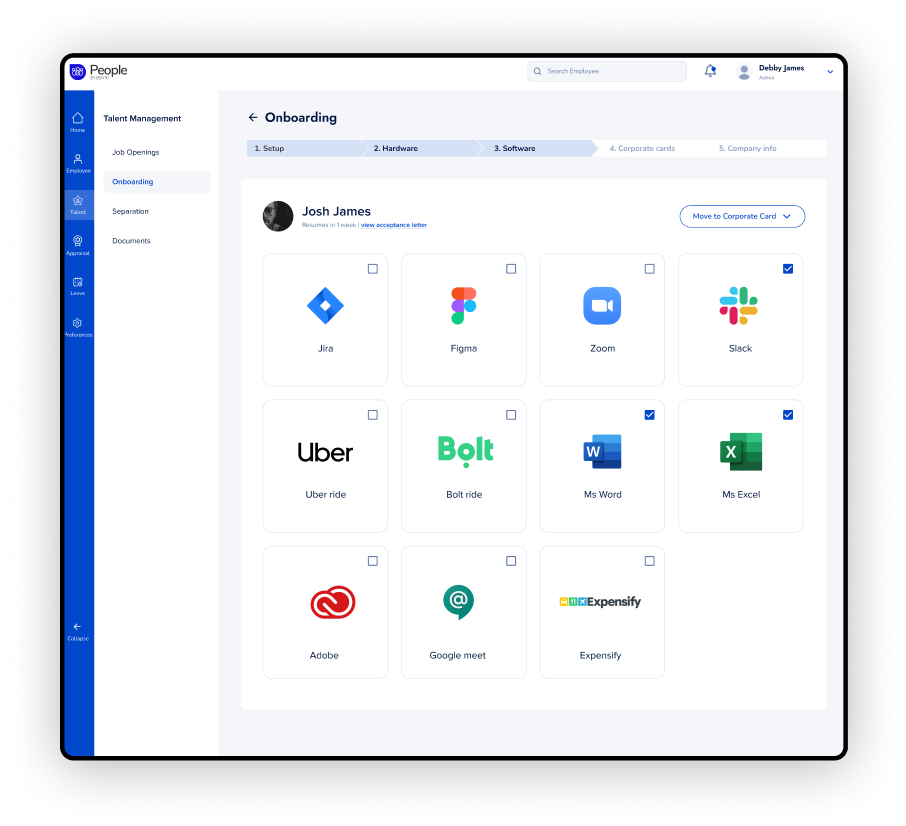 People
BY BENTO
Search Employee
Debby James
Admin
Home
Employee
Talent
Appraisal
Leave
Preferences
Collapse
Talent Management
Job Openings
Onboarding
Separation
Documents
Onboarding
1. Setup
2. Hardware
3. Software
4. Corporate cards
5. Company info
Josh James
Resumes in 1 week | view acceptance letter
Move to Corporate Card
Jira
Figma
Zoom
Slack
Uber
Uber ride
Bolt
Bolt ride
W
Ms Word
X
Ms Excel
Adobe
@
Google meet
Expensify
Expensify